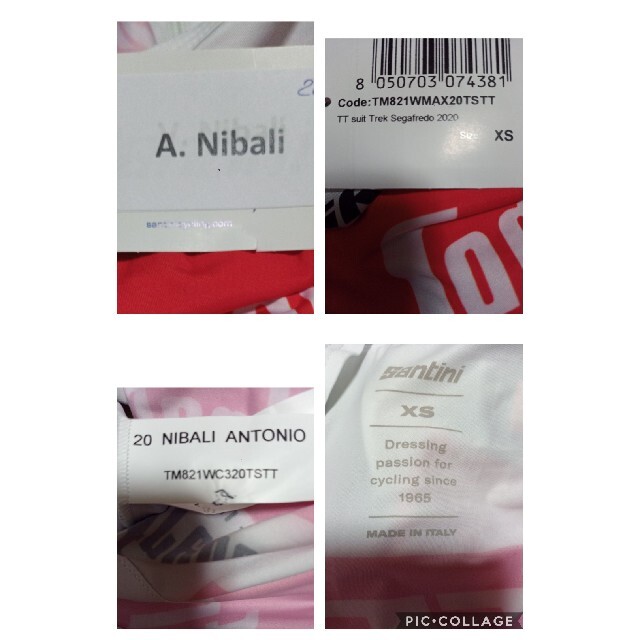 A. Nibali
8 050703 074381
Code:TM821WMAX20TSTT
TT suit Trek Segafredo 2020
Size XS
20 NIBALI ANTONIO
TM821WC320TSTT
santini
XS
Dressing
passion for
cycling since
1965
MADE IN ITALY
PIC•COLLAGE